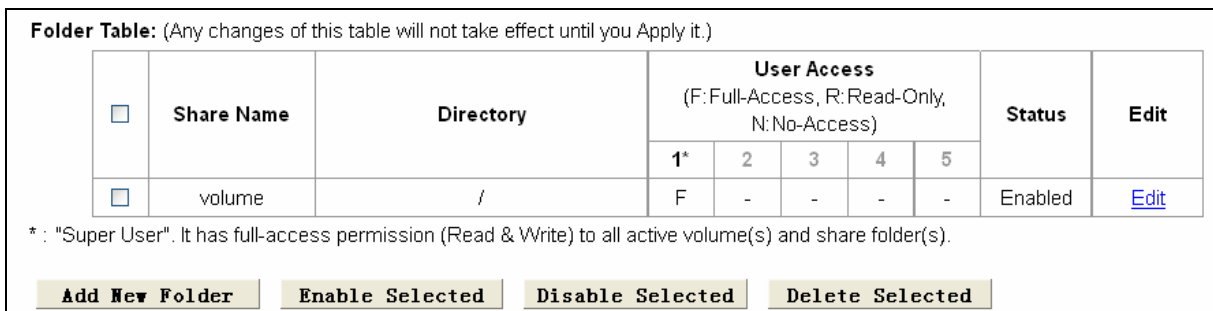 Folder Table: (Any changes of this table will not take effect until you Apply it.)
Share Name Directory User Access Status Edit
(F:Full-Access, R:Read-Only,
N:No-Access)
1* 2 3 4 5
volume / F - - - - Enabled Edit
* : "Super User". It has full-access permission (Read & Write) to all active volume(s) and share folder(s).
Add New Folder Enable Selected Disable Selected Delete Selected